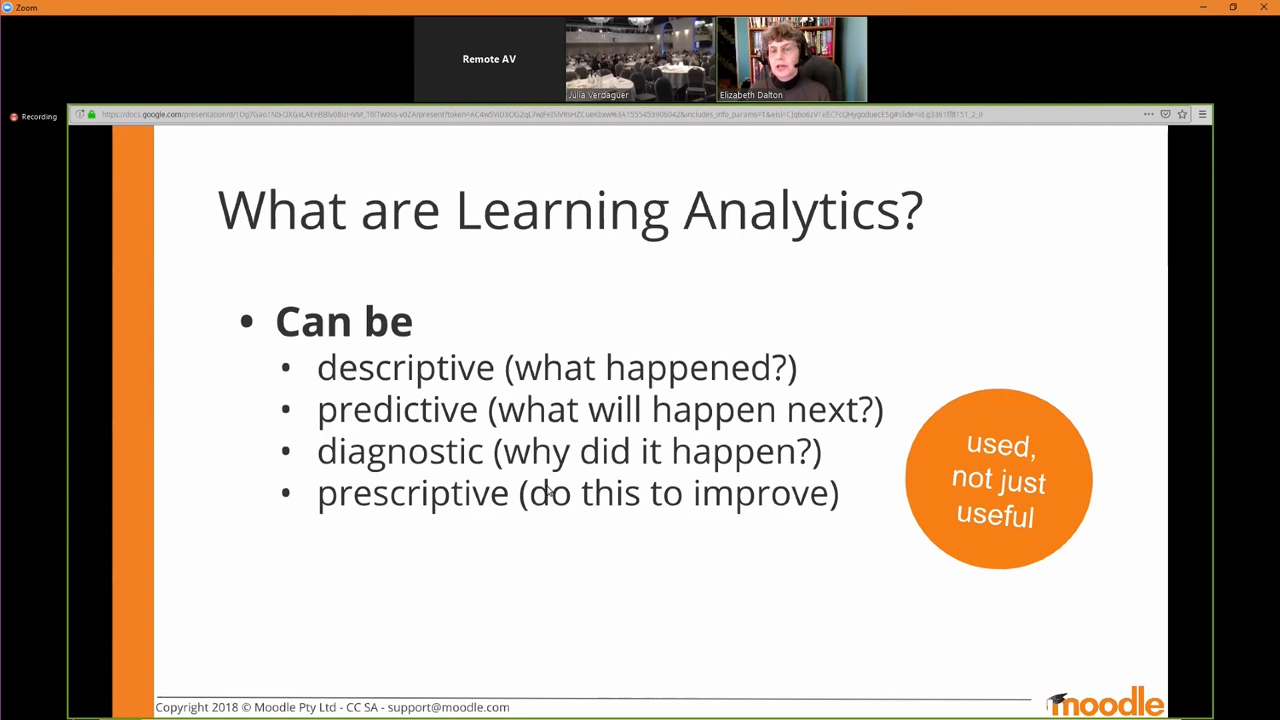 Zoom
Remote AV
Julia Verdaguer
Elizabeth Dalton
Recording
What are Learning Analytics?
• Can be
• descriptive (what happened?)
• predictive (what will happen next?)
• diagnostic (why did it happen?)
• prescriptive (do this to improve)
used,
not just
useful
Copyright 2018 © Moodle Pty Ltd - CC SA - support@moodle.com
moodle